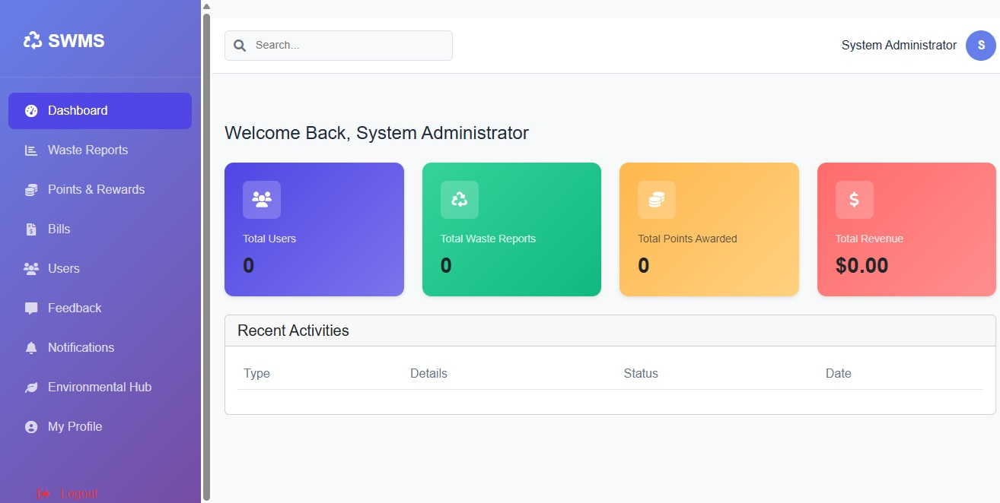 SWMS
Dashboard
Waste Reports
Points & Rewards
Bills
Users
Feedback
Notifications
Environmental Hub
My Profile
Logout
Search...
System Administrator S
Welcome Back, System Administrator
Total Users
0
Total Waste Reports
0
Total Points Awarded
0
$
Total Revenue
$0.00
Recent Activities
Type Details Status Date